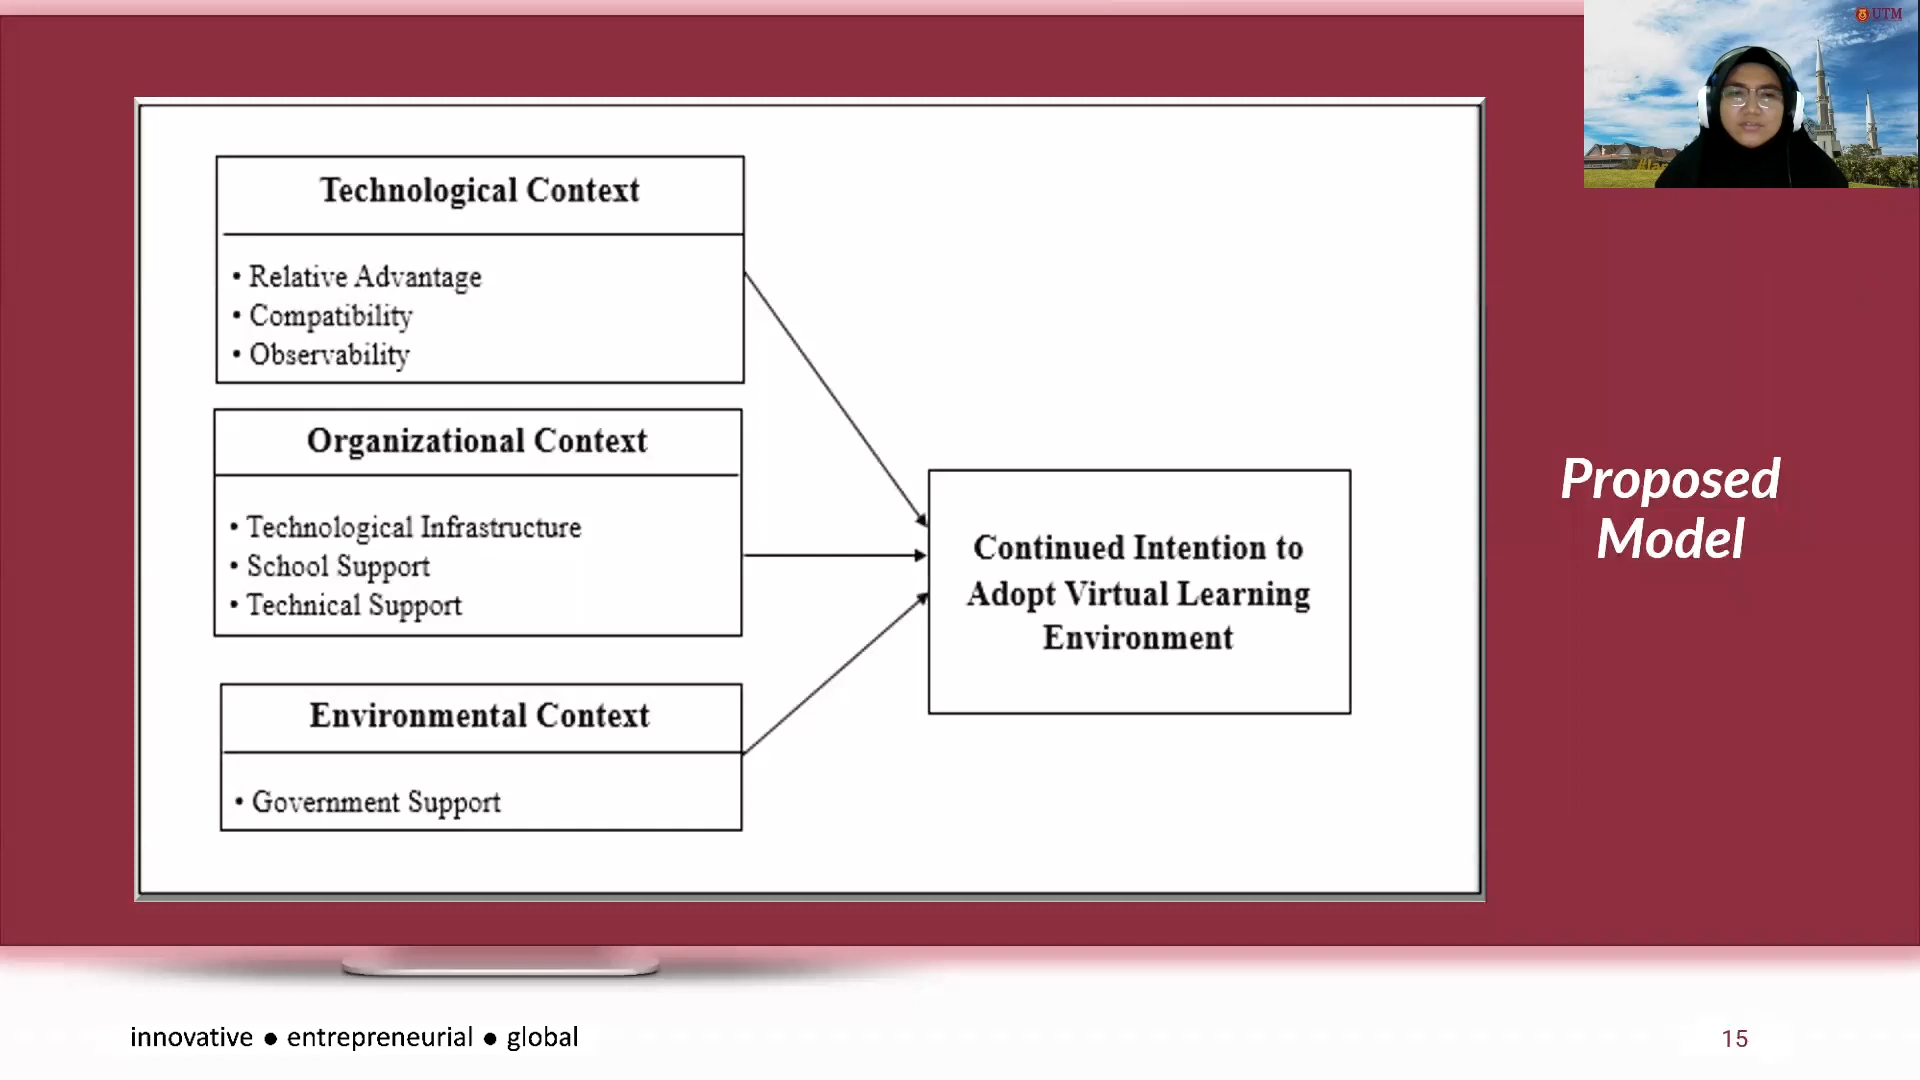 UTM
Technological Context
• Relative Advantage
• Compatibility
• Observability
Organizational Context
• Technological Infrastructure
• School Support
• Technical Support
Environmental Context
• Government Support
Continued Intention to
Adopt Virtual Learning
Environment
Proposed
Model
innovative ● entrepreneurial ● global
15